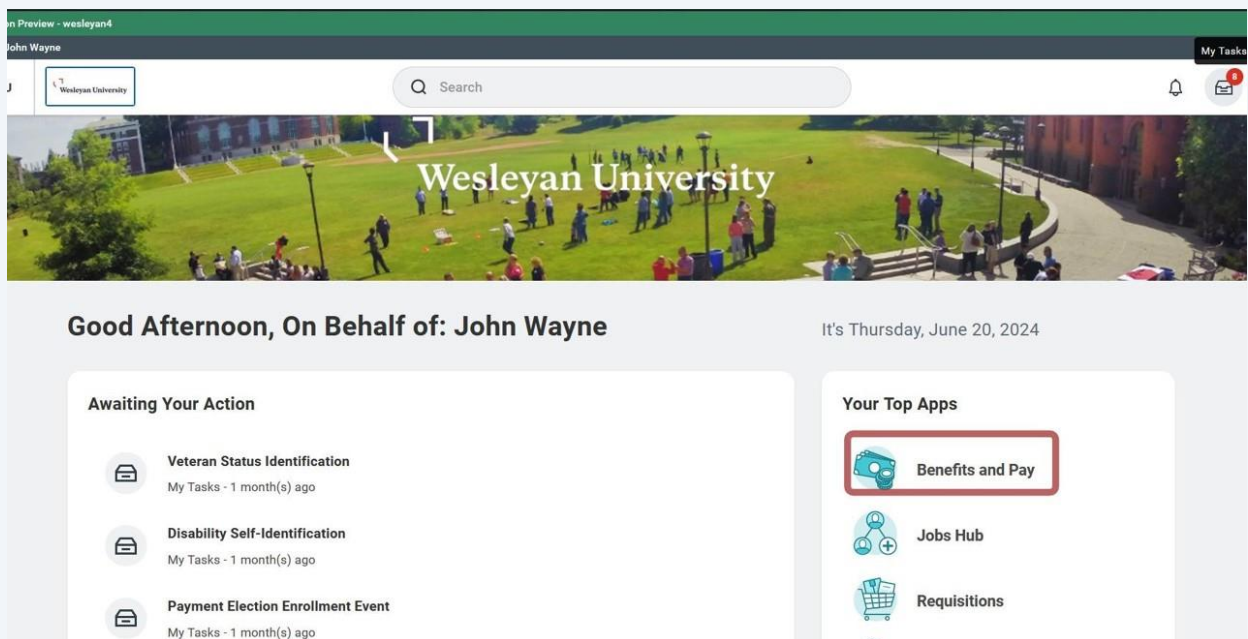 on Preview - wesleyan4
John Wayne
My Tasks
Wesleyan University
Search
8
Wesleyan University
Good Afternoon, On Behalf of: John Wayne
It's Thursday, June 20, 2024
Awaiting Your Action
Veteran Status Identification
My Tasks - 1 month(s) ago
Disability Self-Identification
My Tasks - 1 month(s) ago
Payment Election Enrollment Event
My Tasks - 1 month(s) ago
Your Top Apps
Benefits and Pay
Jobs Hub
Requisitions